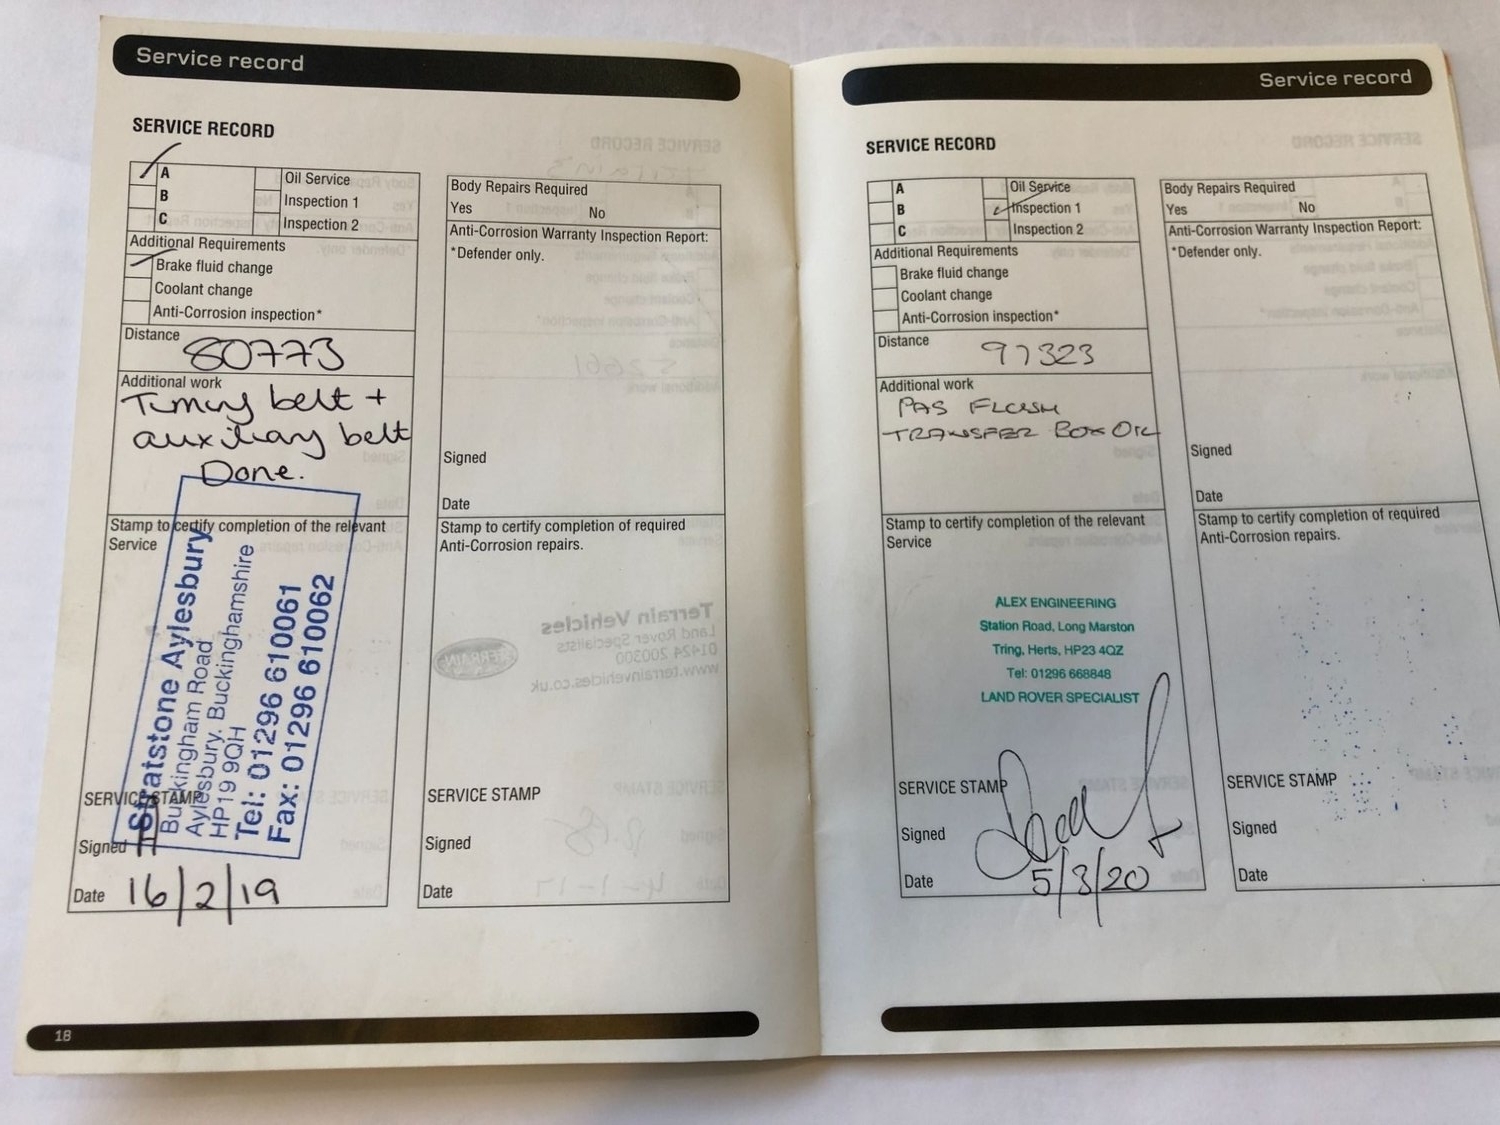 Service record
SERVICE RECORD
A
B
C
Oil Service
Inspection 1
Inspection 2
Additional Requirements
Brake fluid change
Coolant change
Anti-Corrosion inspection*
Distance
80773
Additional work
Timing belt +
auxiliary belt
Done.
Stamp to certify completion of the relevant
Service
Stratstone Aylesbury
Buckingham Road
Aylesbury. Buckinghamshire
HP19 9QH
Tel: 01296 610061
Fax: 01296 610062
SERVICE STAMP
Signed
Date 16/2/19
Body Repairs Required
Yes No
Anti-Corrosion Warranty Inspection Report:
*Defender only.
Signed
Date
Stamp to certify completion of required
Anti-Corrosion repairs.
SERVICE STAMP
Signed
Date
18
Service record
SERVICE RECORD
A
B
C
Oil Service
Inspection 1
Inspection 2
Additional Requirements
Brake fluid change
Coolant change
Anti-Corrosion inspection*
Distance
97323
Additional work
PAS FLUSH
TRANSFER BOX OIL
Stamp to certify completion of the relevant
Service
ALEX ENGINEERING
Station Road, Long Marston
Tring, Herts, HP23 4QZ
Tel: 01296 668848
LAND ROVER SPECIALIST
SERVICE STAMP
Signed
Date 5/3/20
Body Repairs Required
Yes No
Anti-Corrosion Warranty Inspection Report:
*Defender only.
Signed
Date
Stamp to certify completion of required
Anti-Corrosion repairs.
SERVICE STAMP
Signed
Date